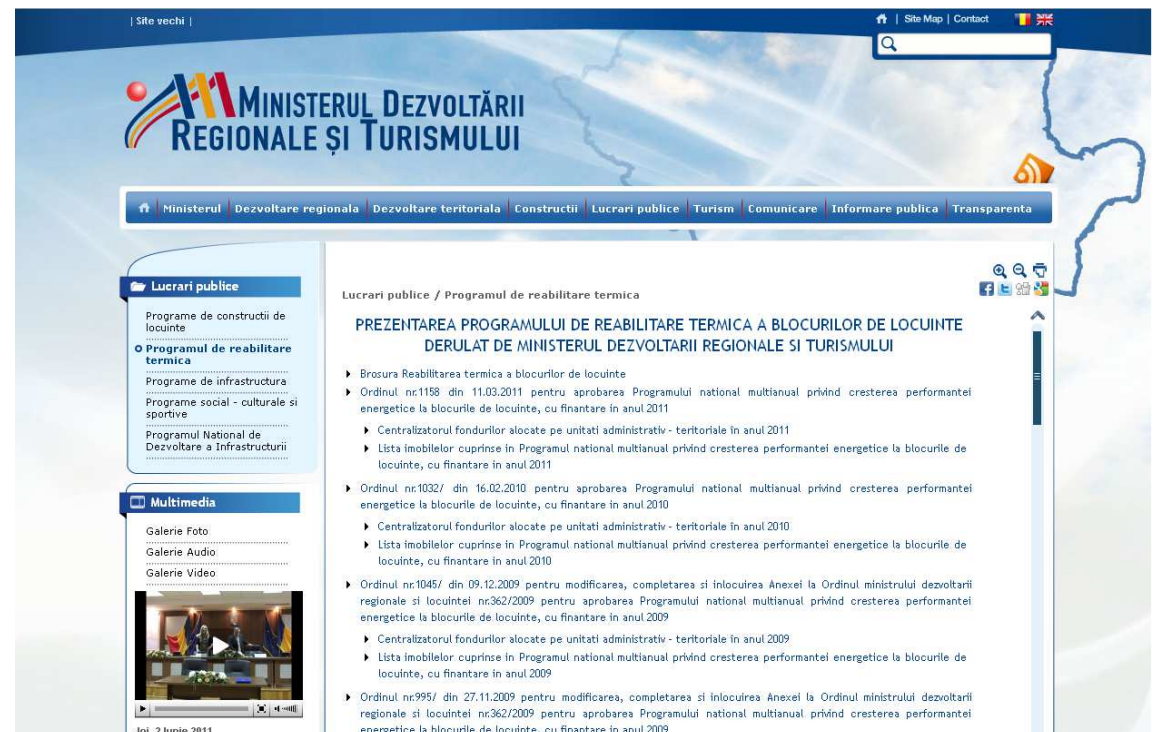 | Site vechi |
| Site Map | Contact
MINISTERUL DEZVOLTĂRII
REGIONALE ȘI TURISMULUI
Ministerul | Dezvoltare regionala | Dezvoltare teritoriala | Constructii | Lucrari publice | Turism | Comunicare | Informare publica | Transparenta
Lucrari publice
Programe de constructii de
locuinte
Programul de reabilitare
termica
Programe de infrastructura
Programe social - culturale si
sportive
Programul National de
Dezvoltare a Infrastructurii
Multimedia
Galerie Foto
Galerie Audio
Galerie Video
joi, 2 Iunie 2011
Lucrari publice / Programul de reabilitare termica
PREZENTAREA PROGRAMULUI DE REABILITARE TERMICA A BLOCURILOR DE LOCUINTE
DERULAT DE MINISTERUL DEZVOLTARII REGIONALE SI TURISMULUI
Brosura Reabilitarea termica a blocurilor de locuinte
Ordinul nr.1158 din 11.03.2011 pentru aprobarea Programului national multianual privind cresterea performantei
energetice la blocurile de locuinte, cu finantare in anul 2011
Centralizatorul fondurilor alocate pe unitati administrativ - teritoriale în anul 2011
Lista imobilelor cuprinse in Programul national multianual privind cresterea performantei energetice la blocurile de
locuinte, cu finantare in anul 2011
Ordinul nr.1032/ din 16.02.2010 pentru aprobarea Programului national multianual privind cresterea performantei
energetice la blocurile de locuinte, cu finantare in anul 2010
Centralizatorul fondurilor alocate pe unitati administrativ - teritoriale în anul 2010
Lista imobilelor cuprinse in Programul national multianual privind cresterea performantei energetice la blocurile de
locuinte, cu finantare in anul 2010
Ordinul nr.1045/ din 09.12.2009 pentru modificarea, completarea si inlocuirea Anexei la Ordinul ministrului dezvoltarii
regionale si locuintei nr.362/2009 pentru aprobarea Programului national multianual privind cresterea performantei
energetice la blocurile de locuinte, cu finantare in anul 2009
Centralizatorul fondurilor alocate pe unitati administrativ - teritoriale în anul 2009
Lista imobilelor cuprinse in Programul national multianual privind cresterea performantei energetice la blocurile de
locuinte, cu finantare in anul 2009
Ordinul nr.995/ din 27.11.2009 pentru modificarea, completarea si inlocuirea Anexei la Ordinul ministrului dezvoltarii
regionale si locuintei nr.362/2009 pentru aprobarea Programului national multianual privind cresterea performantei
energetice la blocurile de locuinte, cu finantare in anul 2009